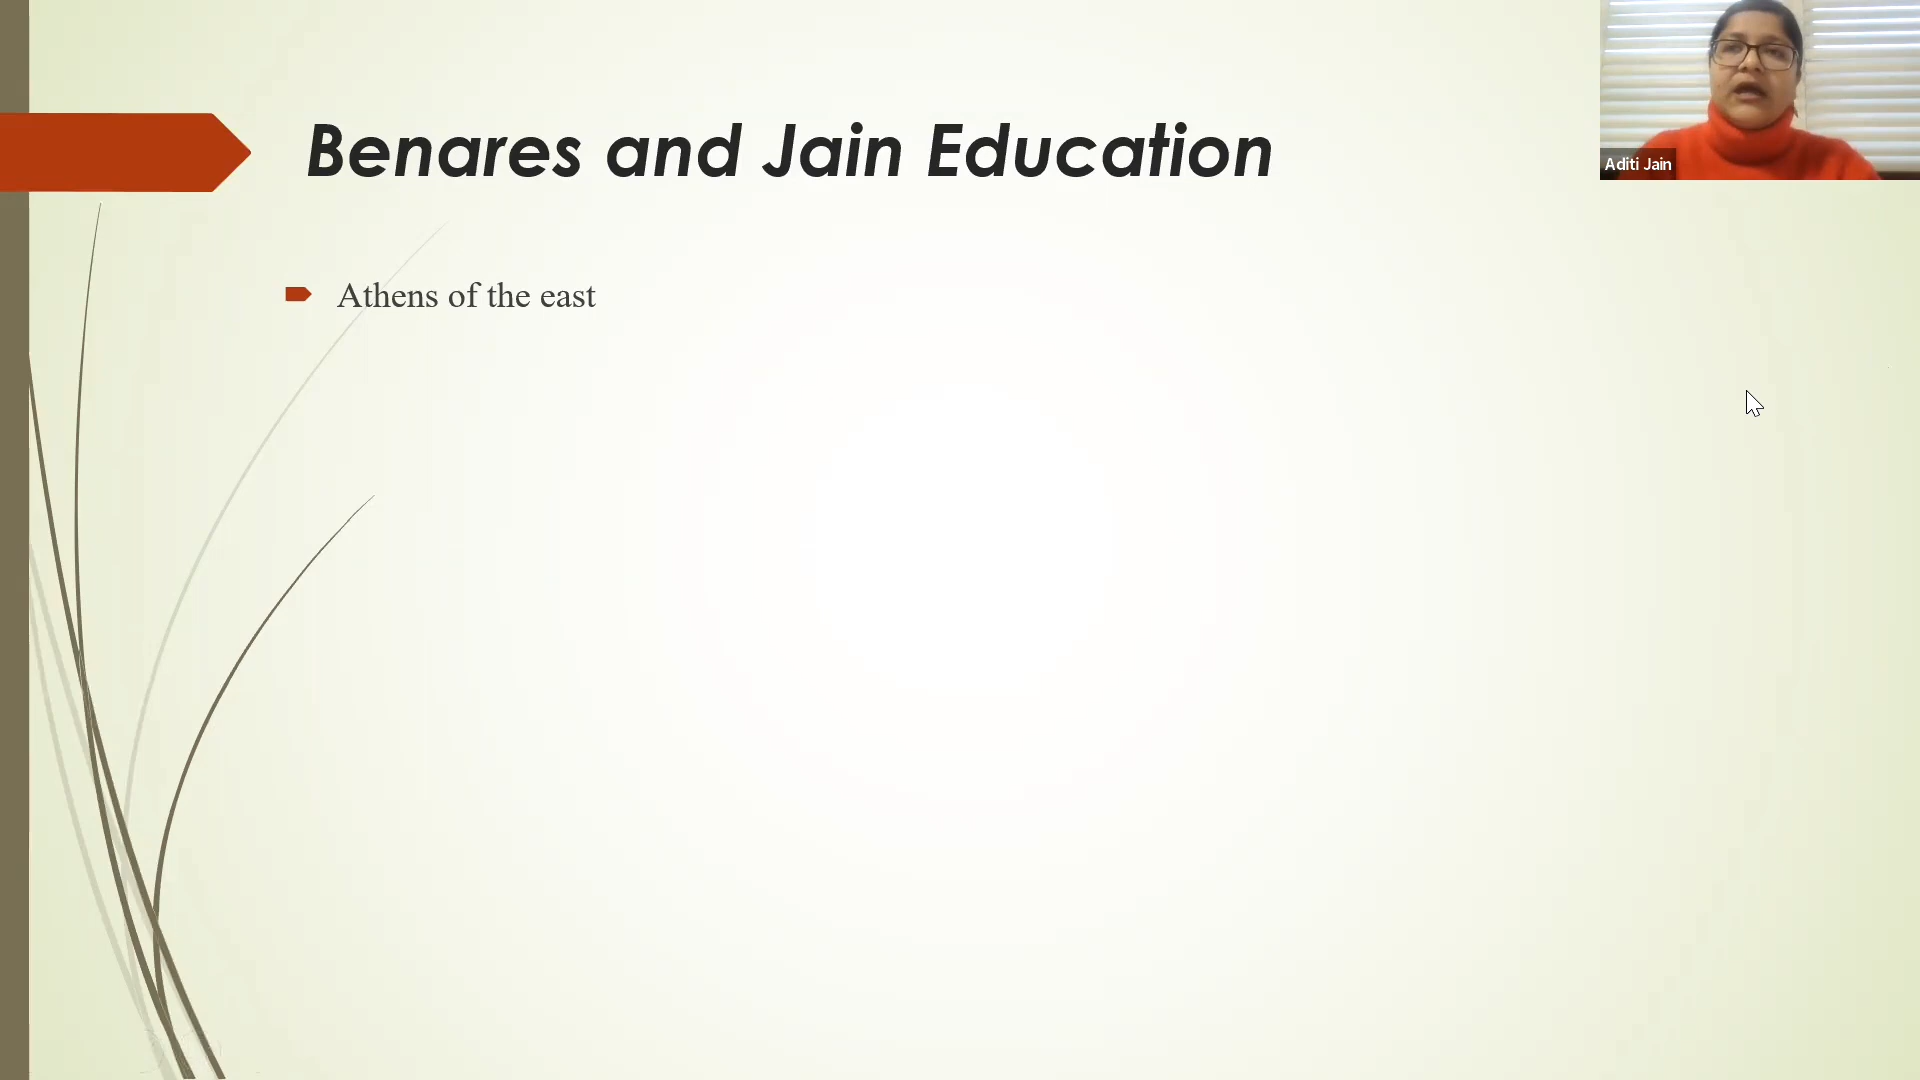 Benares and Jain Education
Aditi Jain
Athens of the east